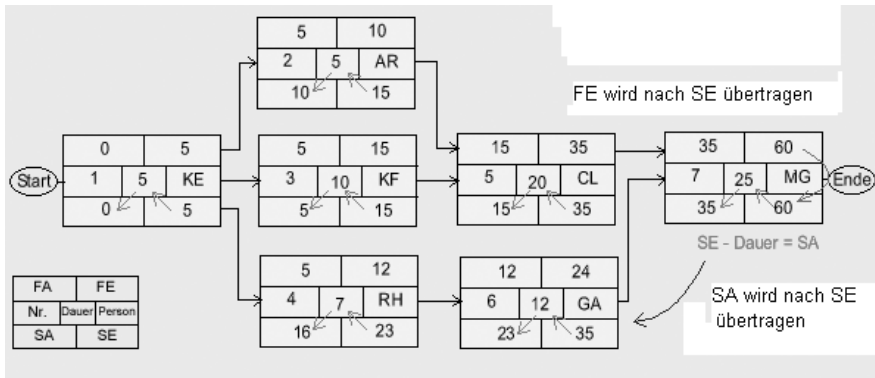 5 10
2 5 AR
10 15
FE wird nach SE übertragen
0 5
1 5 KE
0 5
5 15
3 10 KF
5 15
15 35
5 20 CL
15 35
35 60
7 25 MG
35 60
Start
Ende
SE - Dauer = SA
5 12
4 7 RH
16 23
12 24
6 12 GA
23 35
SA wird nach SE
übertragen
FA FE
Nr. Dauer Person
SA SE